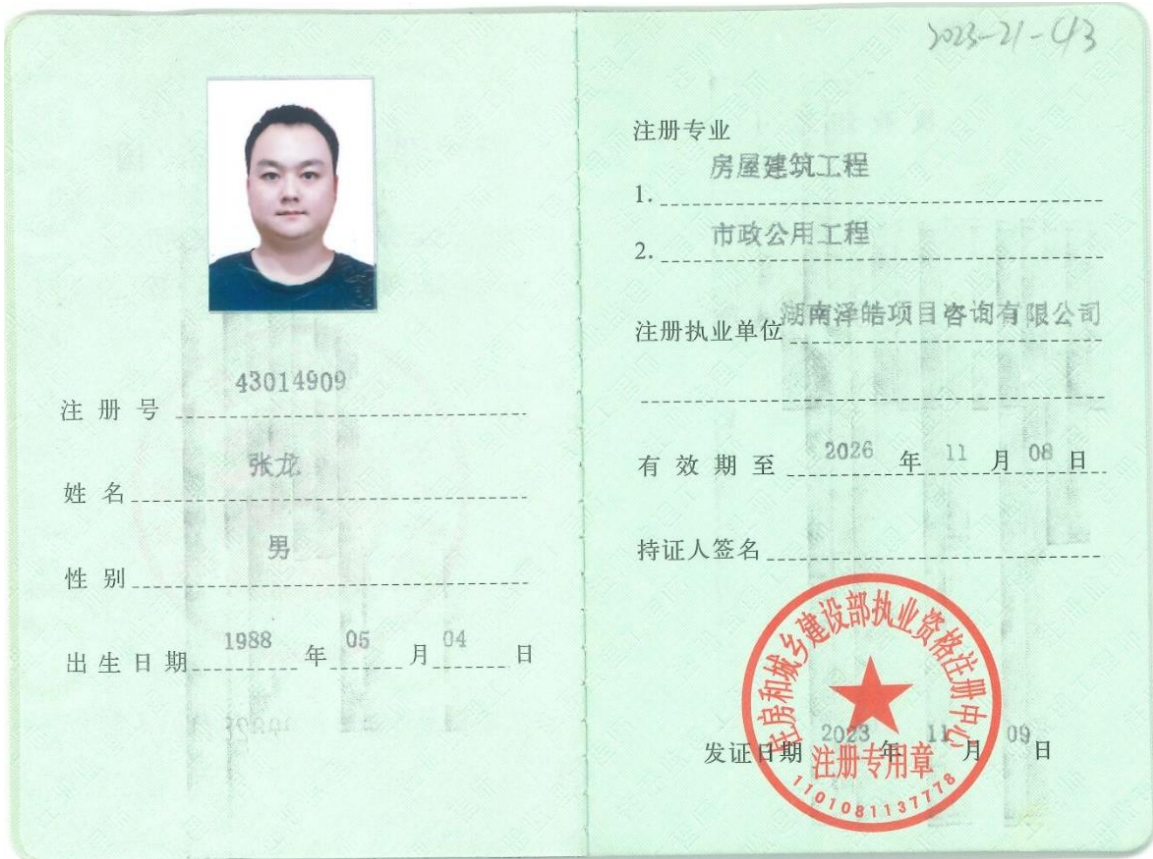 注 册 号 43014909
姓 名 张龙
性 别 男
出 生 日 期 1988 年 05 月 04 日
2023-21-
注册专业
1. 房屋建筑工程
2. 市政公用工程
注册执业单位 湖南泽皓项目咨询有限公司
有 效 期 至 2026 年 11 月 08 日
持证人签名
发证日期 2023 年 11 月 09 日
住房和城乡建设部执业资格注册中心
注册专用章
1101081137778